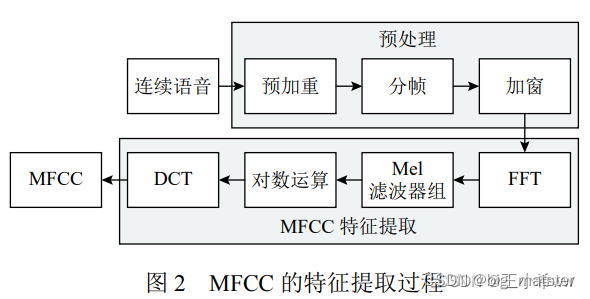 预处理
连续语音
预加重
分帧
加窗
MFCC
DCT
对数运算
Mel
滤波器组
FFT
MFCC 特征提取
图 2 MFCC 的特征提取过程